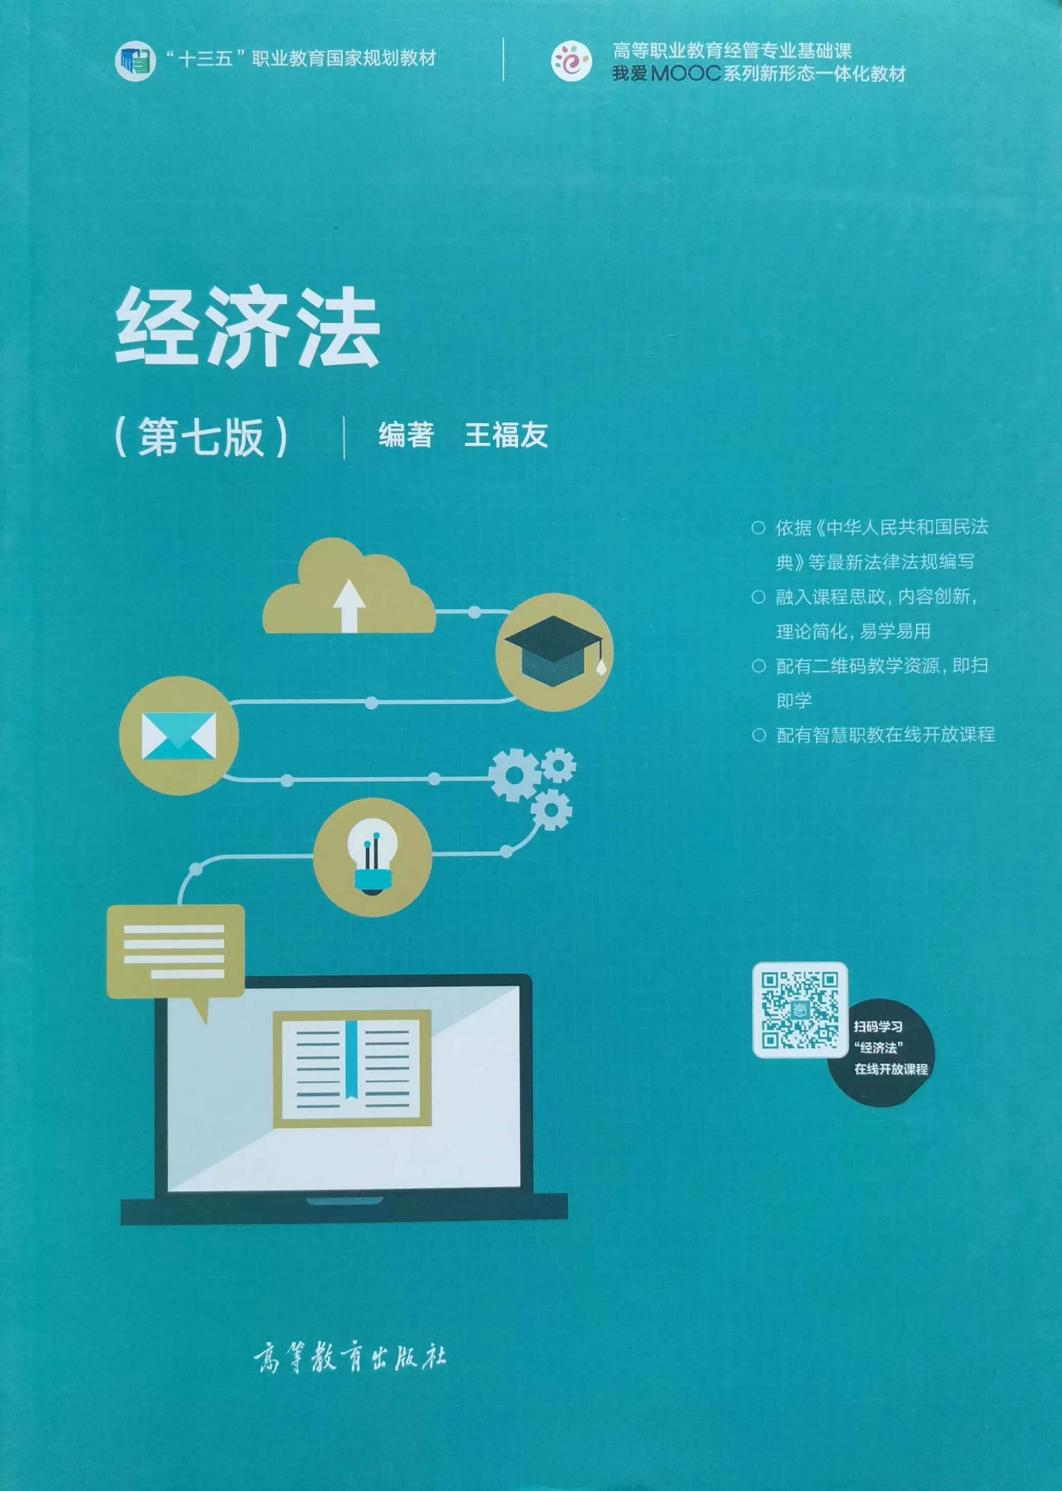 “十三五”职业教育国家规划教材
高等职业教育经管专业基础课
我爱MOOC系列新形态一体化教材
经济法
（第七版）
编著 王福友
○ 依据《中华人民共和国民法
典》等最新法律法规编写
○ 融入课程思政，内容创新，
理论简化，易学易用
○ 配有二维码教学资源，即扫
即学
○ 配有智慧职教在线开放课程
扫码学习
“经济法”
在线开放课程
高等教育出版社